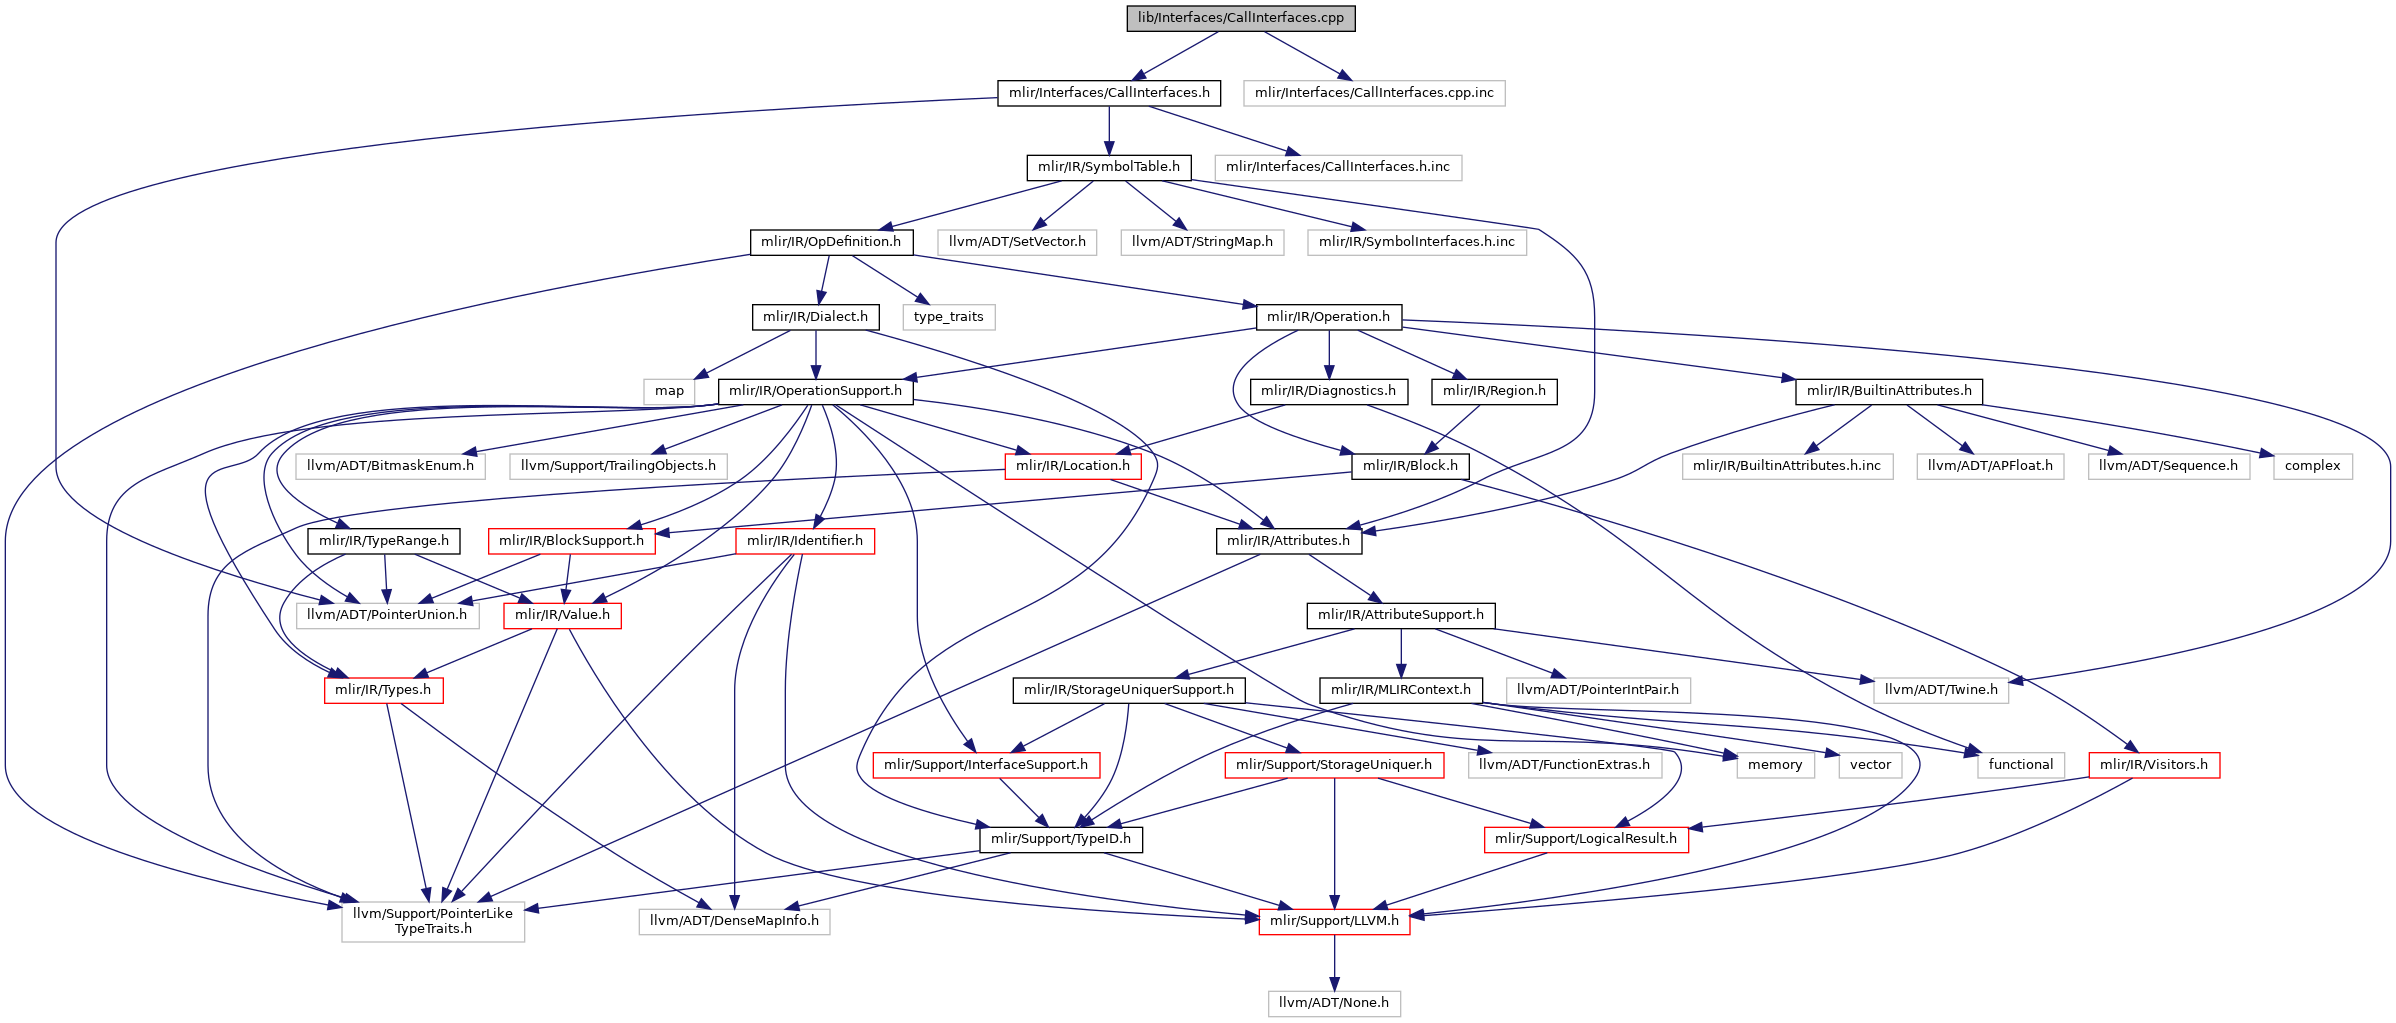 lib/Interfaces/CallInterfaces.cpp
mlir/Interfaces/CallInterfaces.h
mlir/Interfaces/CallInterfaces.cpp.inc
mlir/IR/SymbolTable.h
mlir/Interfaces/CallInterfaces.h.inc
mlir/IR/OpDefinition.h
llvm/ADT/SetVector.h
llvm/ADT/StringMap.h
mlir/IR/SymbolInterfaces.h.inc
mlir/IR/Dialect.h
type_traits
mlir/IR/Operation.h
map
mlir/IR/OperationSupport.h
mlir/IR/Diagnostics.h
mlir/IR/Region.h
mlir/IR/BuiltinAttributes.h
llvm/ADT/BitmaskEnum.h
llvm/Support/TrailingObjects.h
mlir/IR/Location.h
mlir/IR/Block.h
mlir/IR/BuiltinAttributes.h.inc
llvm/ADT/APFloat.h
llvm/ADT/Sequence.h
complex
mlir/IR/TypeRange.h
mlir/IR/BlockSupport.h
mlir/IR/Identifier.h
mlir/IR/Attributes.h
llvm/ADT/PointerUnion.h
mlir/IR/Value.h
mlir/IR/AttributeSupport.h
mlir/IR/Types.h
mlir/IR/StorageUniquerSupport.h
mlir/IR/MLIRContext.h
llvm/ADT/PointerIntPair.h
llvm/ADT/Twine.h
mlir/Support/InterfaceSupport.h
mlir/Support/StorageUniquer.h
llvm/ADT/FunctionExtras.h
memory
vector
functional
mlir/IR/Visitors.h
mlir/Support/TypeID.h
mlir/Support/LogicalResult.h
llvm/Support/PointerLike
TypeTraits.h
llvm/ADT/DenseMapInfo.h
mlir/Support/LLVM.h
llvm/ADT/None.h